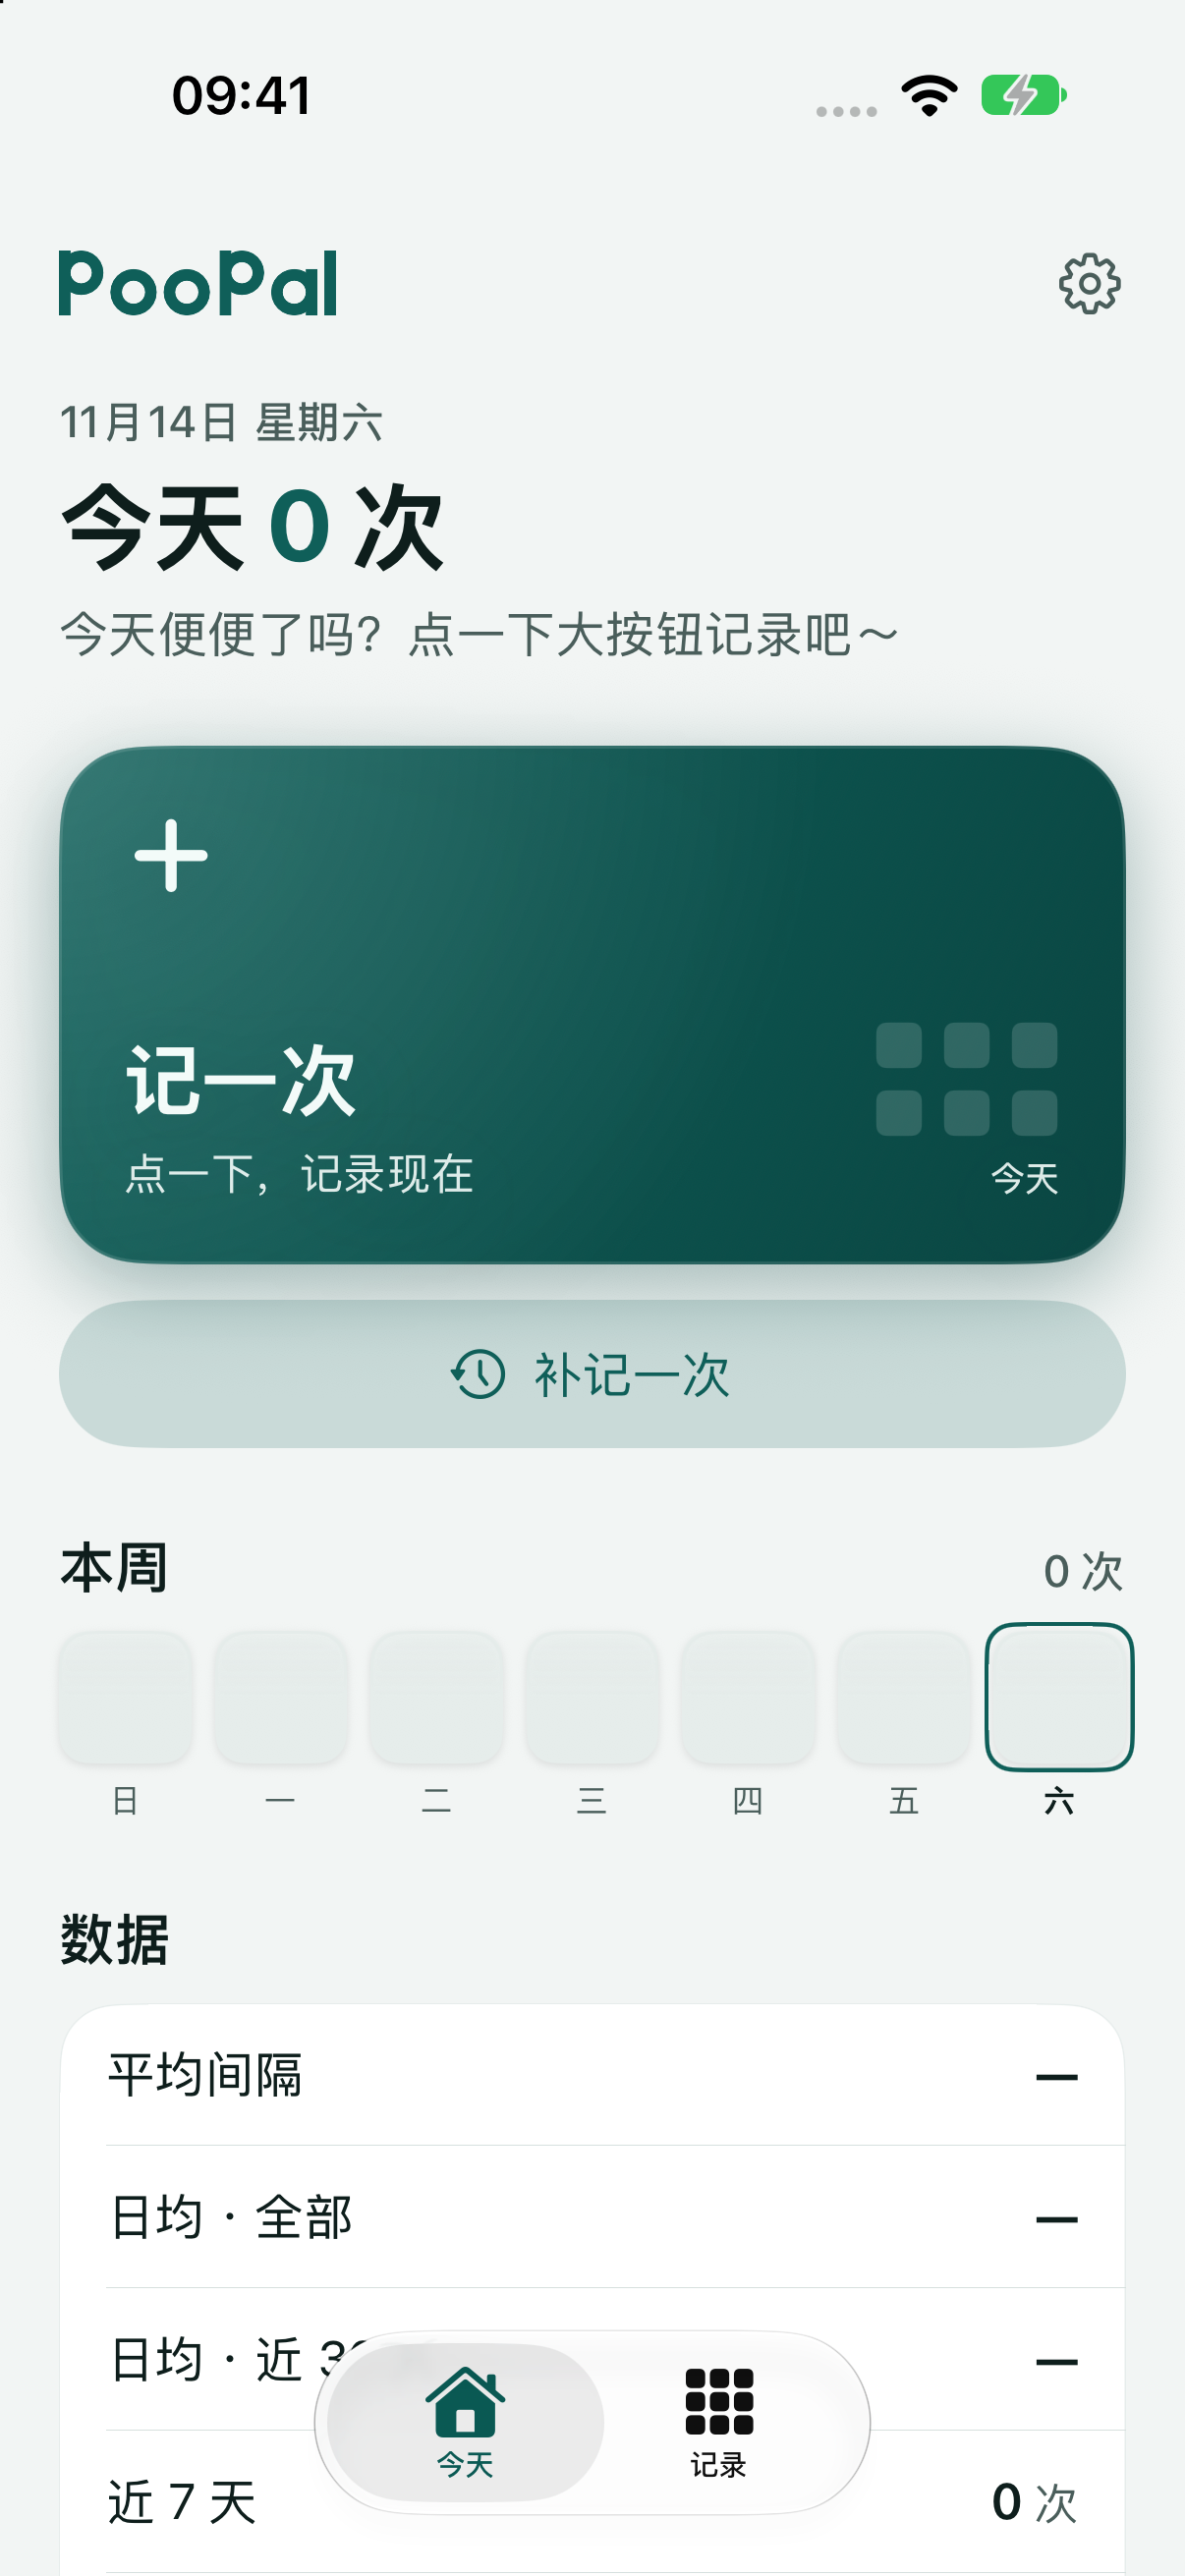 09:41
PooPal
11月14日 星期六
今天 0 次
今天便便了吗？点一下大按钮记录吧～
记一次
点一下，记录现在
今天
补记一次
本周
0 次
日 一 二 三 四 五 六
数据
平均间隔 —
日均 · 全部 —
日均 · 近 —
近 7 天 0 次
今天 记录